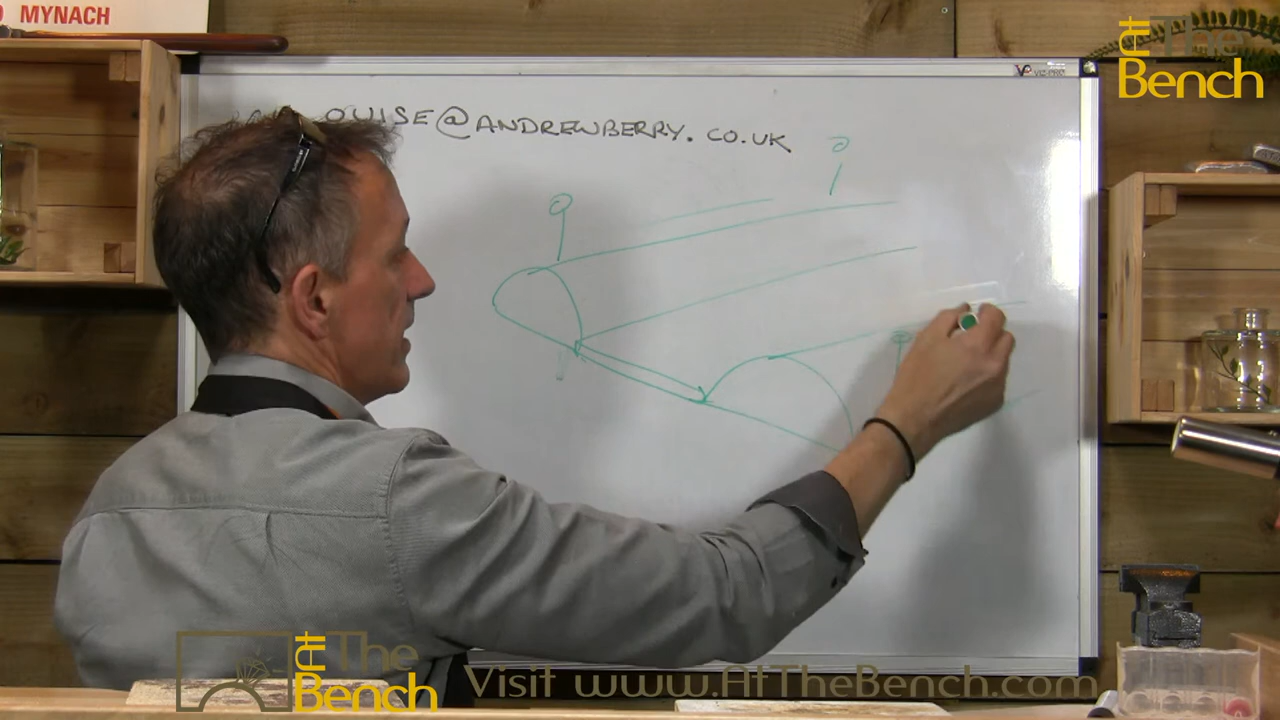 MYNACH
At The
Bench
OUISE@ANDREWBERRY.CO.UK
At The
Bench
Visit www.AtTheBench.com